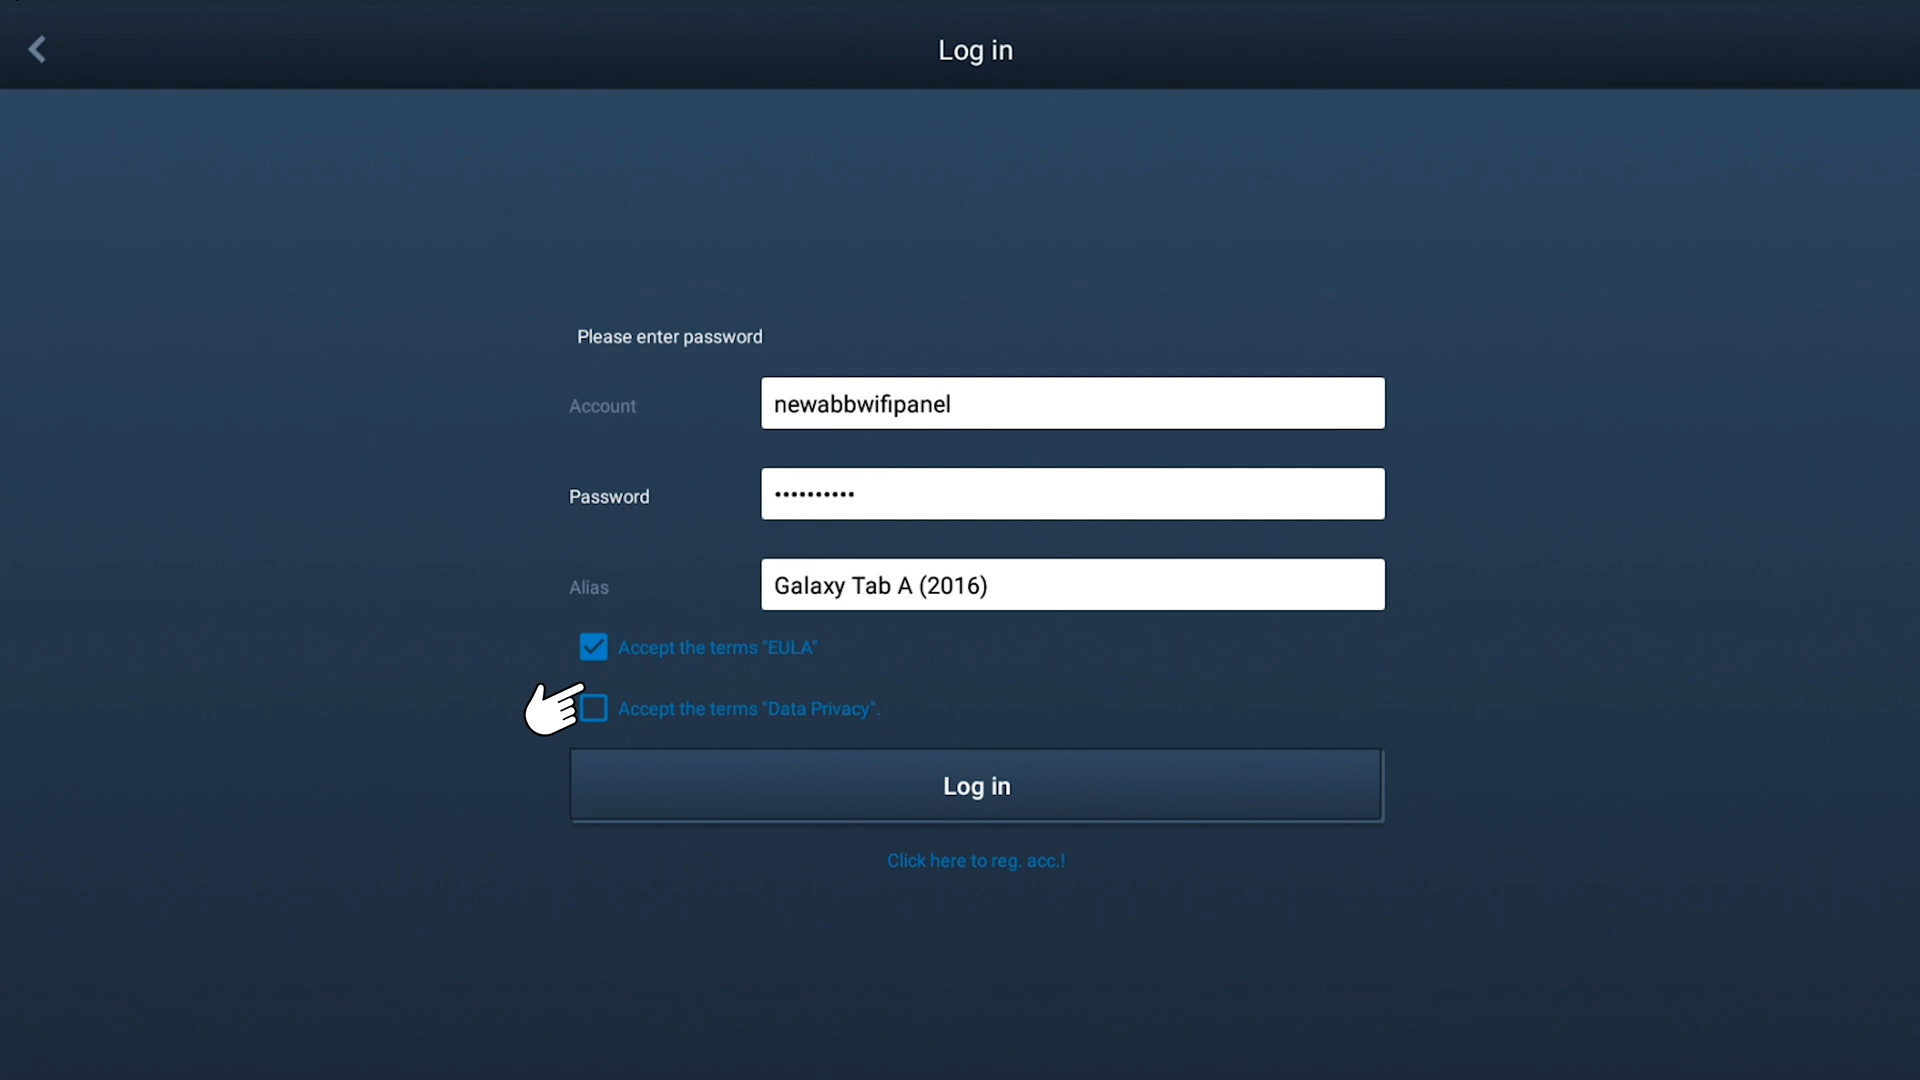 Log in
Please enter password
Account
newabbwifipanel
Password
••••••••••
Alias
Galaxy Tab A (2016)
Accept the terms "EULA"
Accept the terms "Data Privacy".
Log in
Click here to reg. acc.!